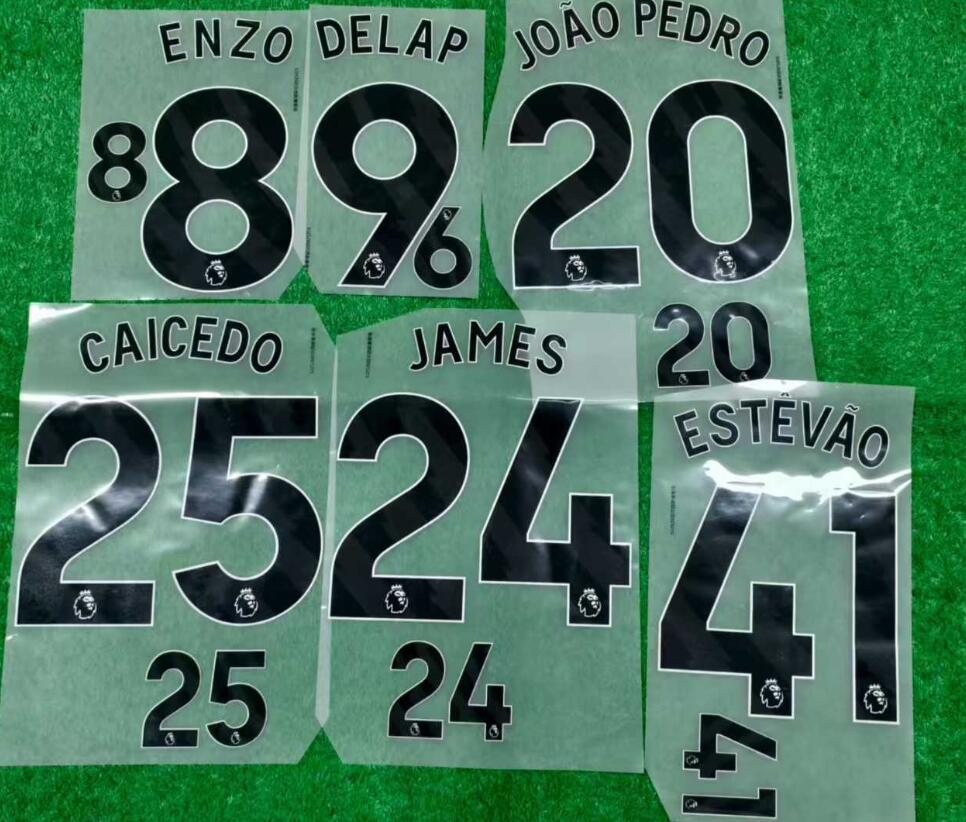 ENZO
8
8
DELAP
9
6
JOÃO PEDRO
20
20
CAICEDO
25
25
JAMES
24
24
ESTÊVÃO
41
41